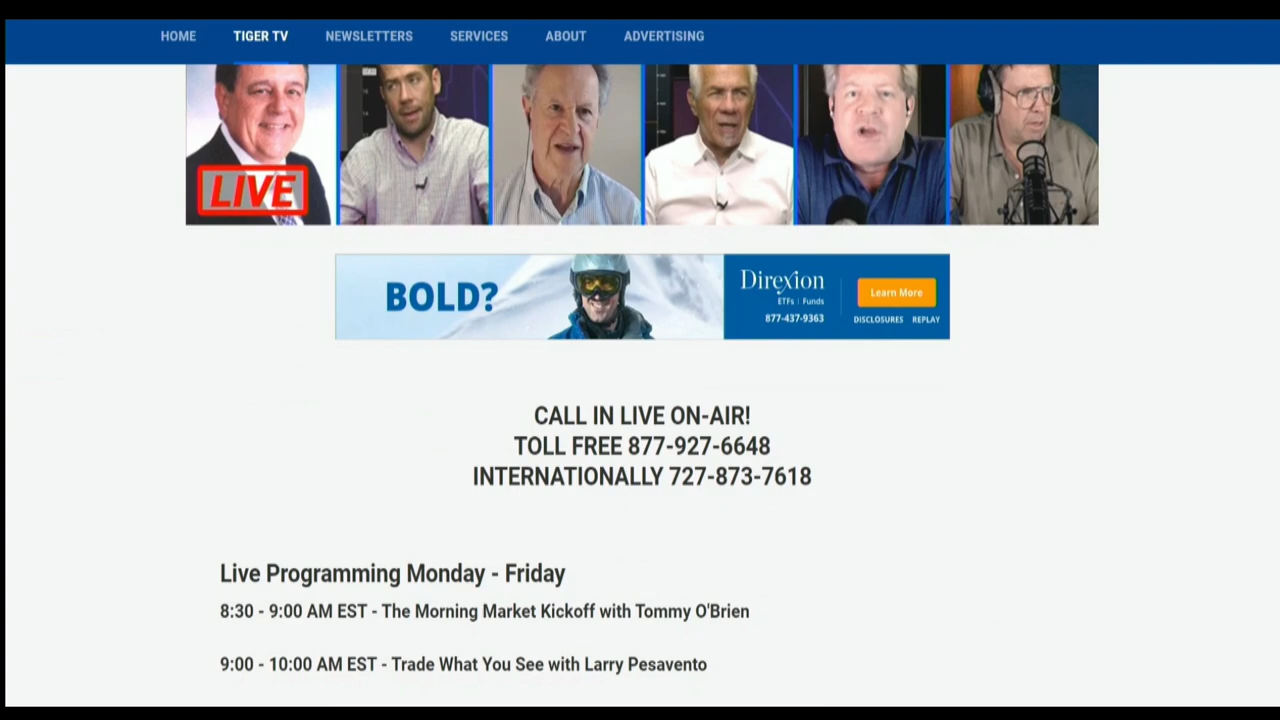 HOME TIGER TV NEWSLETTERS SERVICES ABOUT ADVERTISING
LIVE
BOLD?
Direxion
ETFs | Funds
877-437-9363
Learn More
DISCLOSURES REPLAY
CALL IN LIVE ON-AIR!
TOLL FREE 877-927-6648
INTERNATIONALLY 727-873-7618
Live Programming Monday - Friday
8:30 - 9:00 AM EST - The Morning Market Kickoff with Tommy O'Brien
9:00 - 10:00 AM EST - Trade What You See with Larry Pesavento